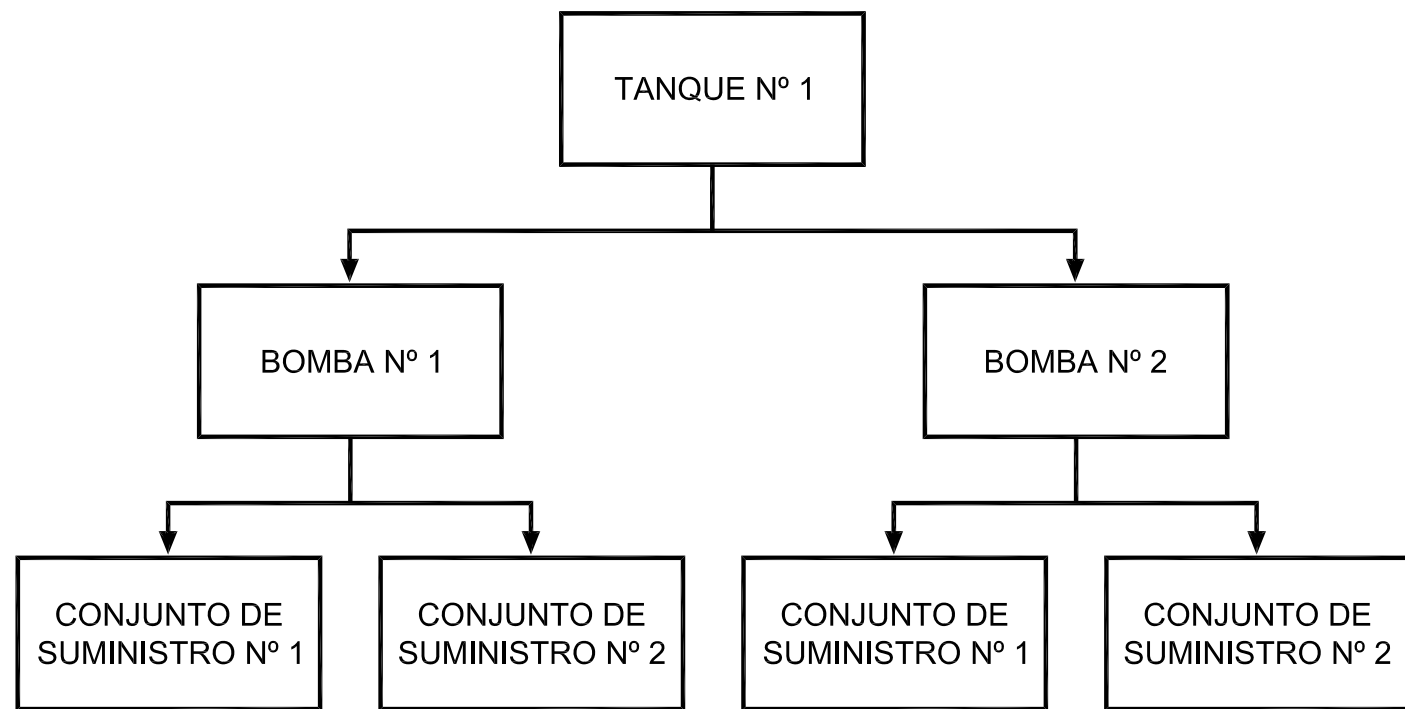 TANQUE Nº 1
BOMBA Nº 1
BOMBA Nº 2
CONJUNTO DE
SUMINISTRO Nº 1
CONJUNTO DE
SUMINISTRO Nº 2
CONJUNTO DE
SUMINISTRO Nº 1
CONJUNTO DE
SUMINISTRO Nº 2